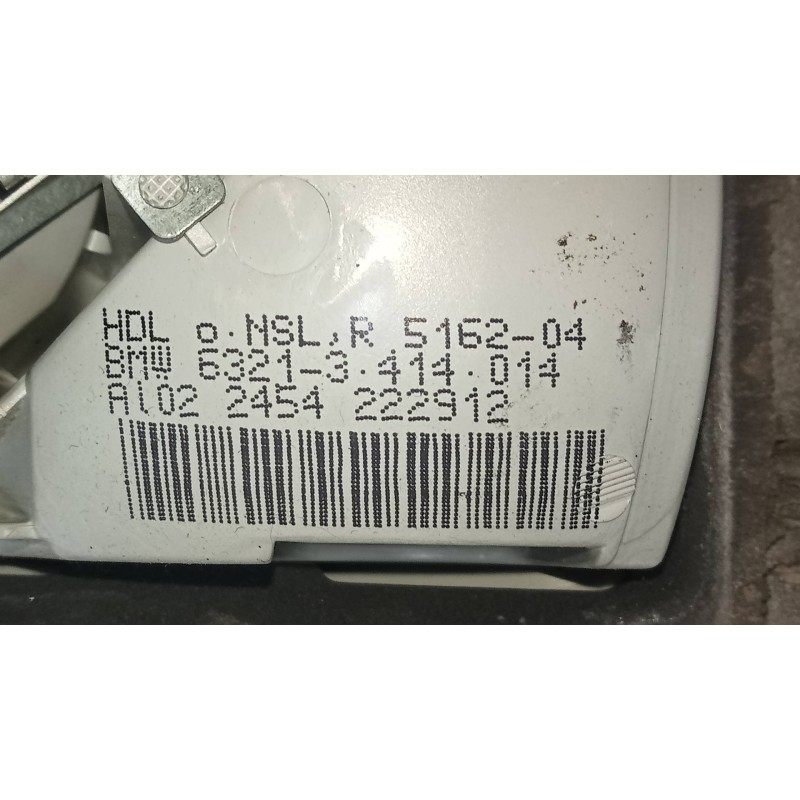 HDL o.NSL,R 5162-04
BMW 6321-3.414.014
Al02 2454 222912